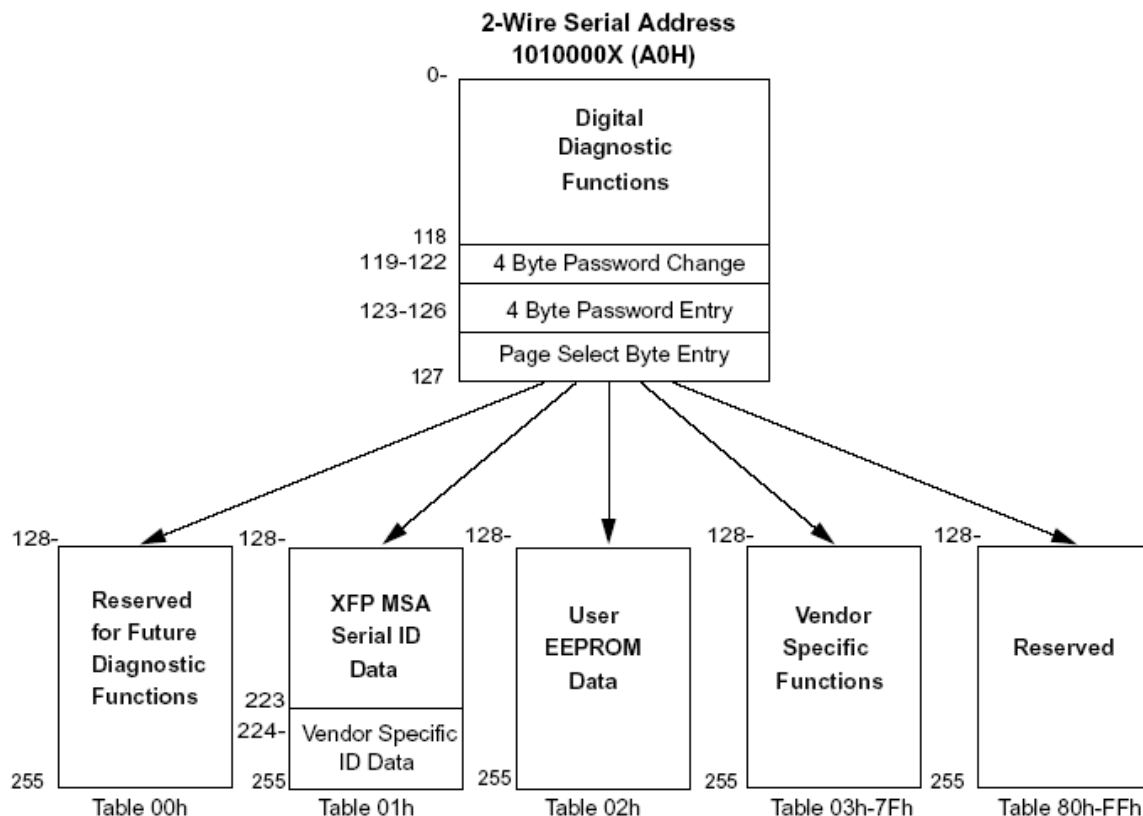 2-Wire Serial Address
1010000X (A0H)
0-
Digital
Diagnostic
Functions
118
119-122
4 Byte Password Change
123-126
4 Byte Password Entry
Page Select Byte Entry
127
128-
Reserved
for Future
Diagnostic
Functions
255
Table 00h
128-
XFP MSA
Serial ID
Data
223
224-
Vendor Specific
ID Data
255
Table 01h
128-
User
EEPROM
Data
255
Table 02h
128-
Vendor
Specific
Functions
255
Table 03h-7Fh
128-
Reserved
255
Table 80h-FFh